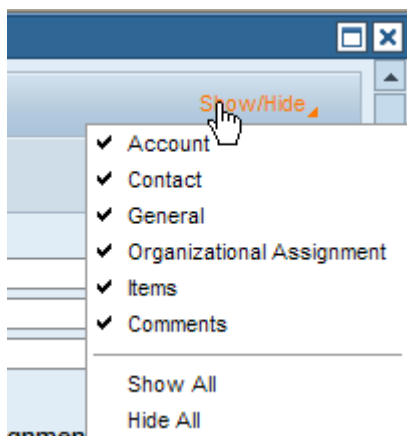 Show/Hide
Account
Contact
General
Organizational Assignment
Items
Comments
Show All
Hide All